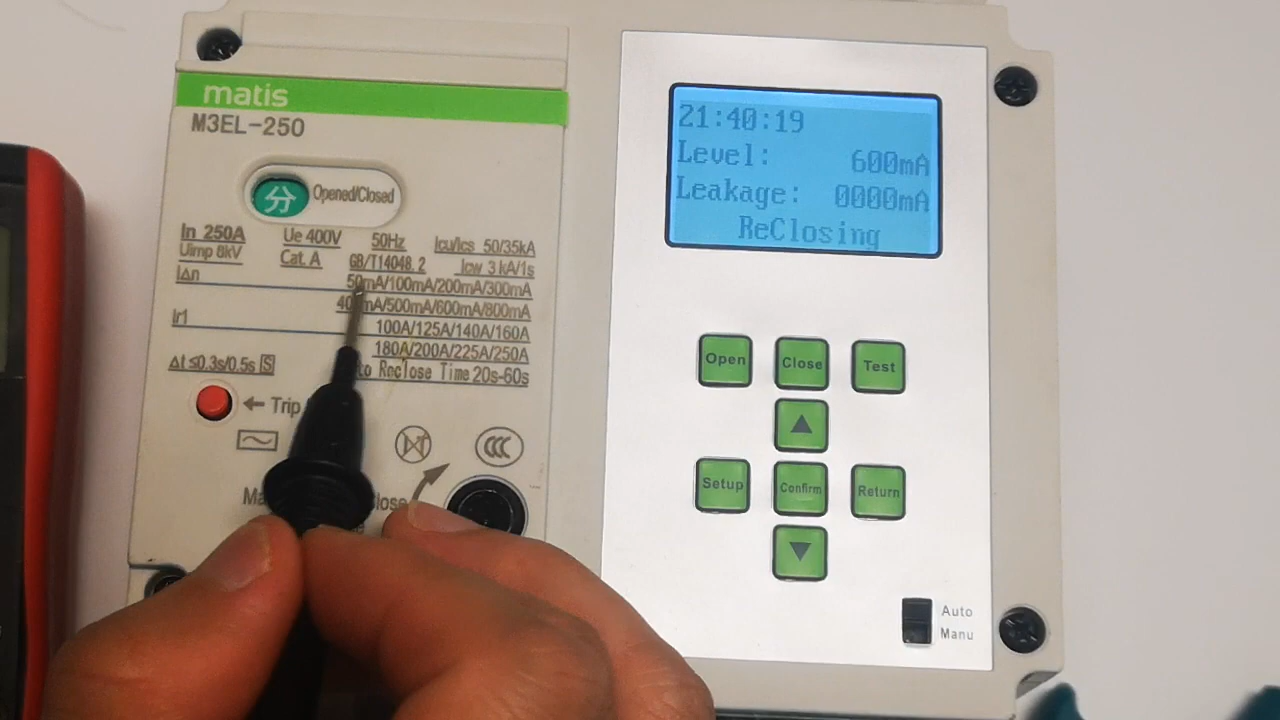 matis
M3EL-250
分 Opened/Closed
In 250A Ue 400V 50Hz Icu/Ics 50/35kA
Uimp 8kV Cat. A GB/T14048.2 Icw 3 kA/1s
I∆n 50mA/100mA/200mA/300mA
400mA/500mA/600mA/800mA
Ir1 100A/125A/140A/160A
180A/200A/225A/250A
∆t ≤0.3s/0.5s S Reclose Time 20s-60s
← Trip
21:40:19
Level: 600mA
Leakage: 0000mA
ReClosing
Open Close Test
▲
Setup Confirm Return
▼
Auto
Manu